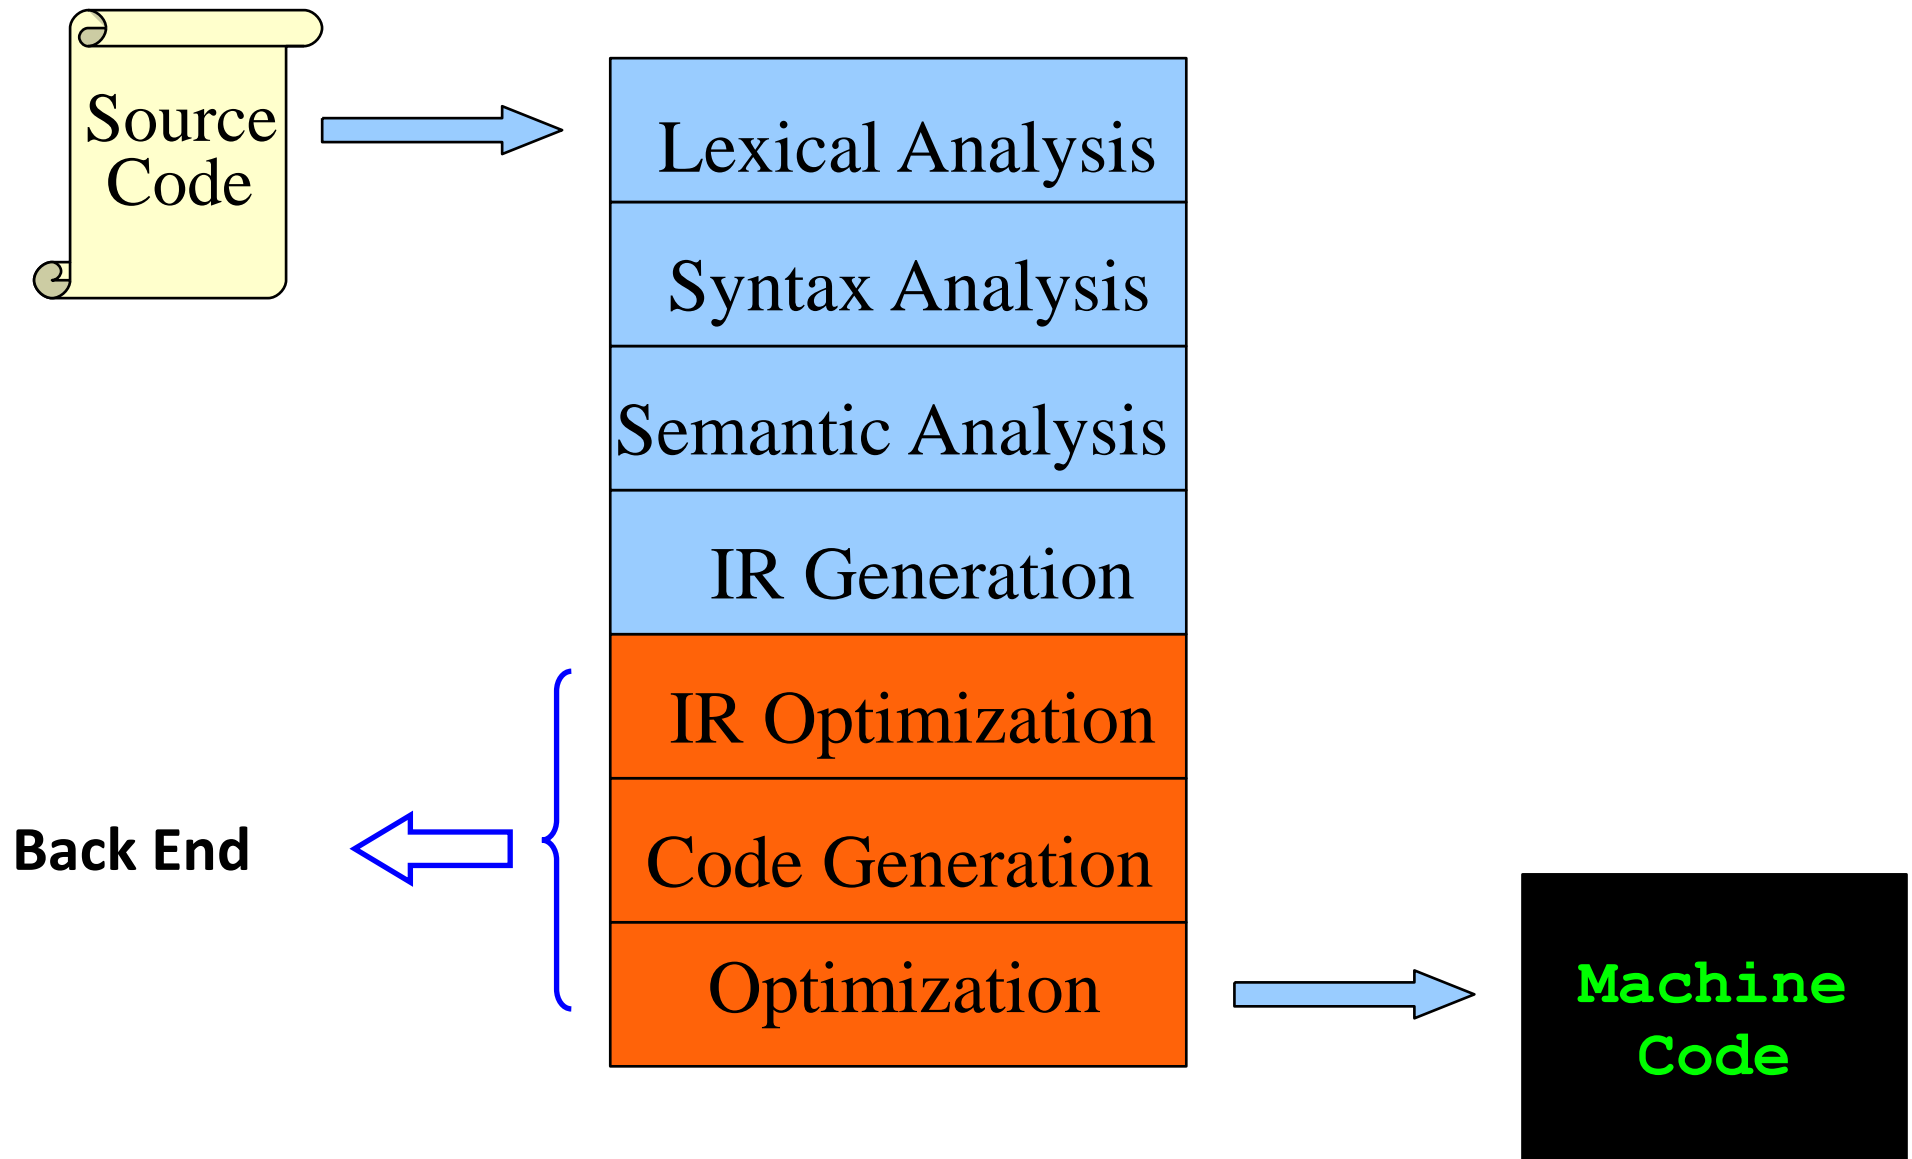 Source
Code
Lexical Analysis
Syntax Analysis
Semantic Analysis
IR Generation
IR Optimization
Code Generation
Optimization
Back End
Machine
Code